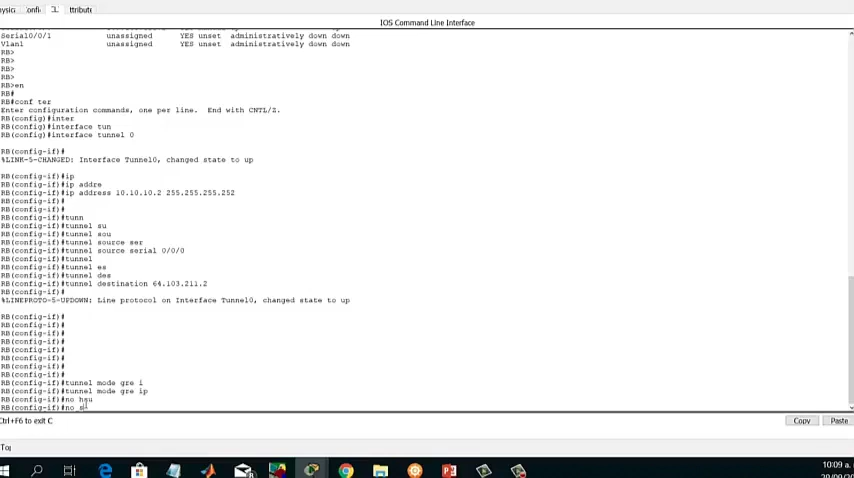 IOS Command Line Interface
Serial0/0/1 unassigned YES unset administratively down down
Vlan1 unassigned YES unset administratively down down
RB>
RB>
RB>
RB>
RB>en
RB#
RB#conf ter
Enter configuration commands, one per line. End with CNTL/Z.
RB(config)#inter
RB(config)#interface tun
RB(config)#interface tunnel 0
RB(config-if)#
%LINK-5-CHANGED: Interface Tunnel0, changed state to up
RB(config-if)#ip
RB(config-if)#ip addre
RB(config-if)#ip address 10.10.10.2 255.255.255.252
RB(config-if)#
RB(config-if)#
RB(config-if)#tunn
RB(config-if)#tunnel su
RB(config-if)#tunnel sou
RB(config-if)#tunnel source ser
RB(config-if)#tunnel source serial 0/0/0
RB(config-if)#tunnel
RB(config-if)#tunnel es
RB(config-if)#tunnel des
RB(config-if)#tunnel destination 64.103.211.2
RB(config-if)#
%LINEPROTO-5-UPDOWN: Line protocol on Interface Tunnel0, changed state to up
RB(config-if)#
RB(config-if)#
RB(config-if)#
RB(config-if)#
RB(config-if)#
RB(config-if)#
RB(config-if)#
RB(config-if)#
RB(config-if)#tunnel mode gre i
RB(config-if)#tunnel mode gre ip
RB(config-if)#no hsu
RB(config-if)#no s
Ctrl+F6 to exit C
Copy Paste
10:09 a.